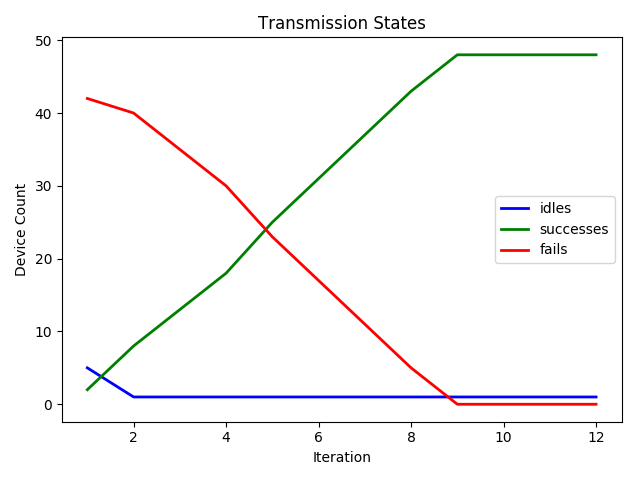 Transmission States
50
40
30
20
10
0
Device Count
idles
successes
fails
2 4 6 8 10 12
Iteration